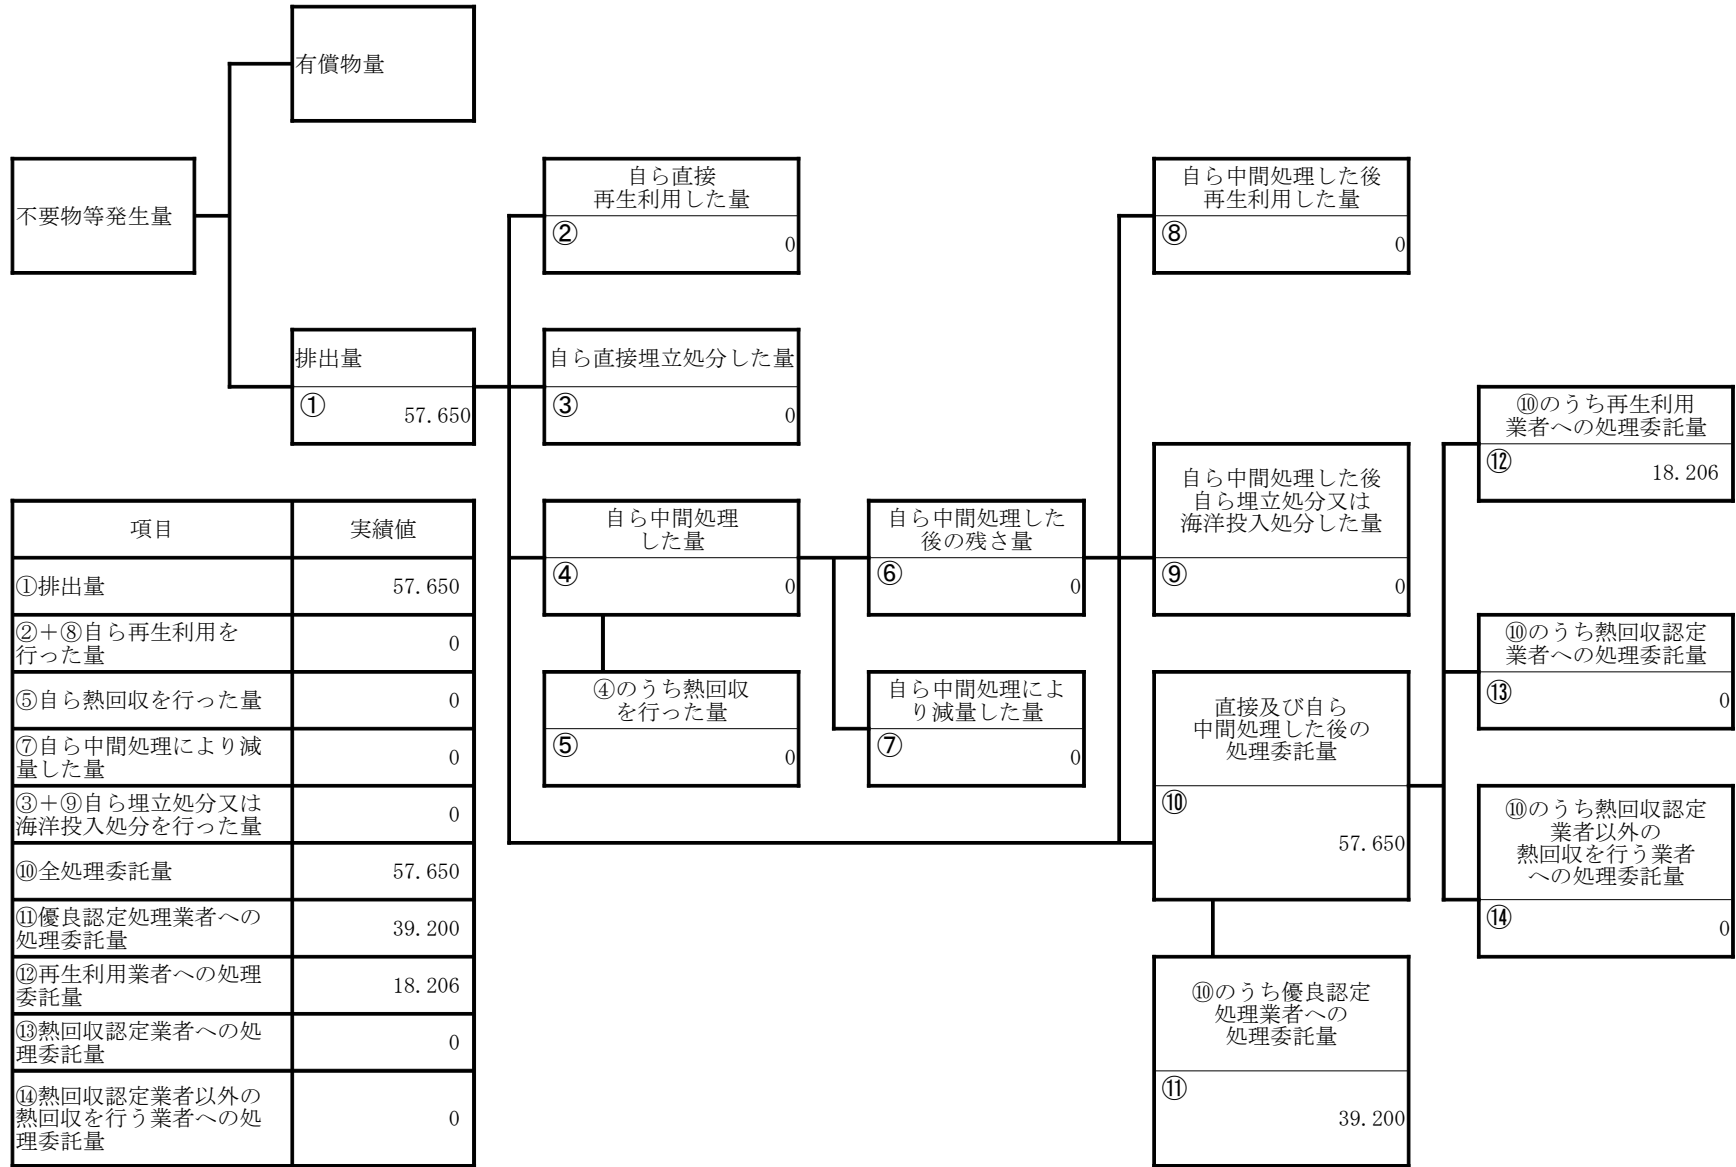 有償物量
不要物等発生量
排出量
①
57.650
自ら直接
再生利用した量
②
0
自ら直接埋立処分した量
③
0
自ら中間処理
した量
④
0
④のうち熱回収
を行った量
⑤
0
自ら中間処理した
後の残さ量
⑥
0
自ら中間処理によ
り減量した量
⑦
0
自ら中間処理した後
再生利用した量
⑧
0
自ら中間処理した後
自ら埋立処分又は
海洋投入処分した量
⑨
0
直接及び自ら
中間処理した後の
処理委託量
⑩
57.650
⑩のうち優良認定
処理業者への
処理委託量
⑪
39.200
⑩のうち再生利用
業者への処理委託量
⑫
18.206
⑩のうち熱回収認定
業者への処理委託量
⑬
0
⑩のうち熱回収認定
業者以外の
熱回収を行う業者
への処理委託量
⑭
0
項目 実績値
①排出量 57.650
②＋⑧自ら再生利用を
行った量 0
⑤自ら熱回収を行った量 0
⑦自ら中間処理により減
量した量 0
③＋⑨自ら埋立処分又は
海洋投入処分を行った量 0
⑩全処理委託量 57.650
⑪優良認定処理業者への
処理委託量 39.200
⑫再生利用業者への処理
委託量 18.206
⑬熱回収認定業者への処
理委託量 0
⑭熱回収認定業者以外の
熱回収を行う業者への処
理委託量 0